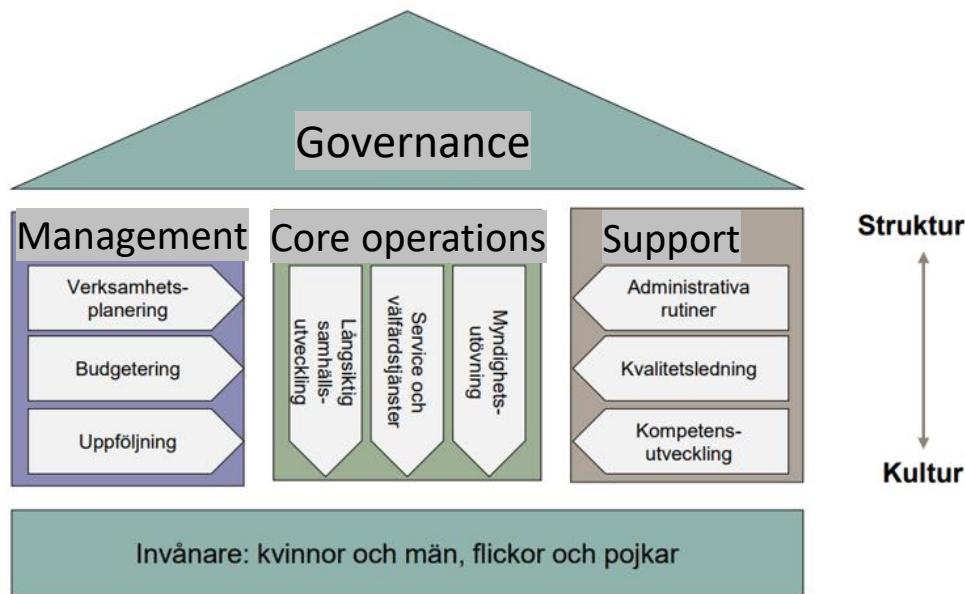 Governance
Management
Verksamhets-
planering
Budgetering
Uppföljning
Core operations
Långsiktig
samhälls-
utveckling
Service och
välfärdstjänster
Myndighets-
utövning
Support
Administrativa
rutiner
Kvalitetsledning
Kompetens-
utveckling
Struktur
Kultur
Invånare: kvinnor och män, flickor och pojkar